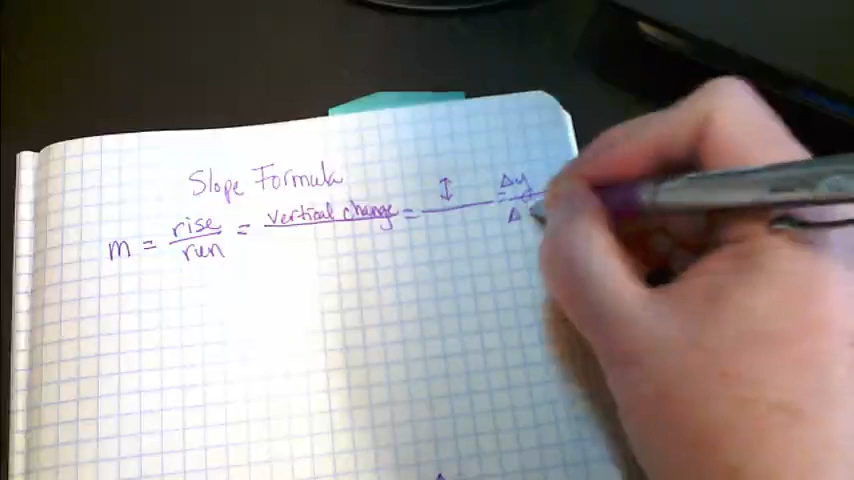 Slope Formula
m = rise/run = vertical change = ↕ = Δy/Δ